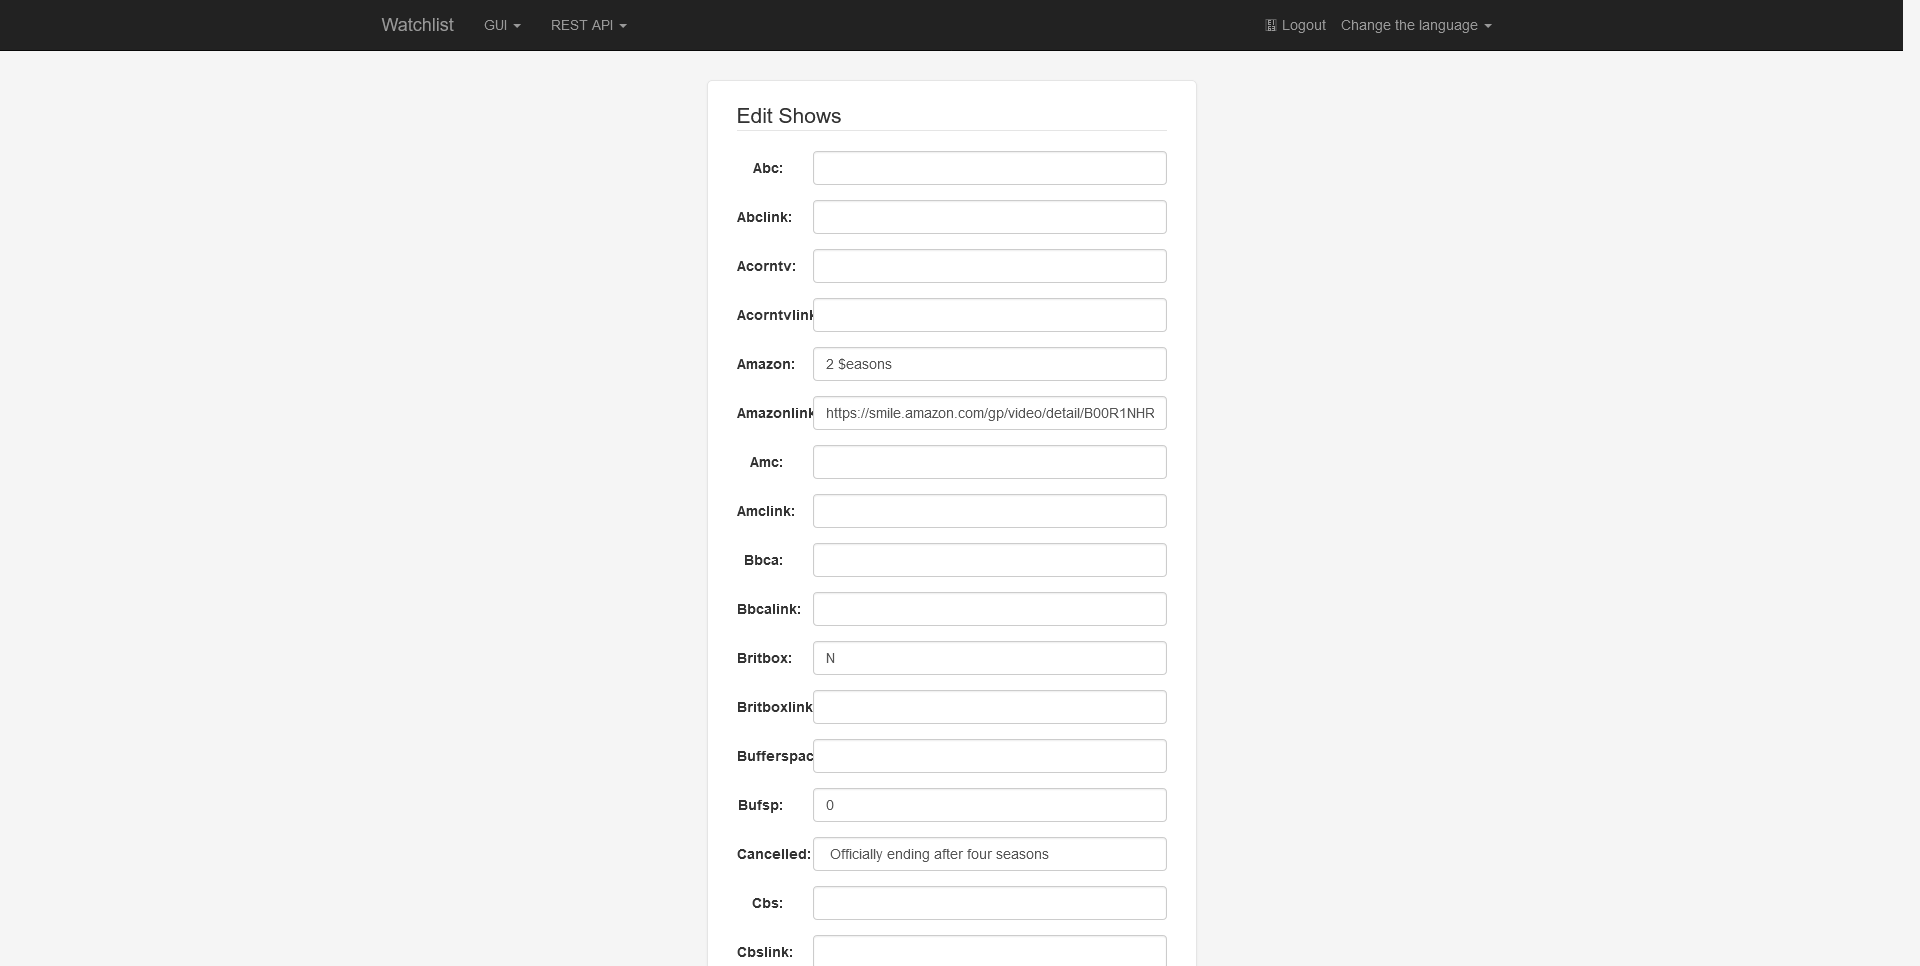 Watchlist GUI REST API Logout Change the language
Edit Shows
Abc:
Abclink:
Acorntv:
Acorntvlink
Amazon: 2 $easons
Amazonlink https://smile.amazon.com/gp/video/detail/B00R1NHR
Amc:
Amclink:
Bbca:
Bbcalink:
Britbox: N
Britboxlink
Bufferspac
Bufsp: 0
Cancelled: Officially ending after four seasons
Cbs:
Cbslink: